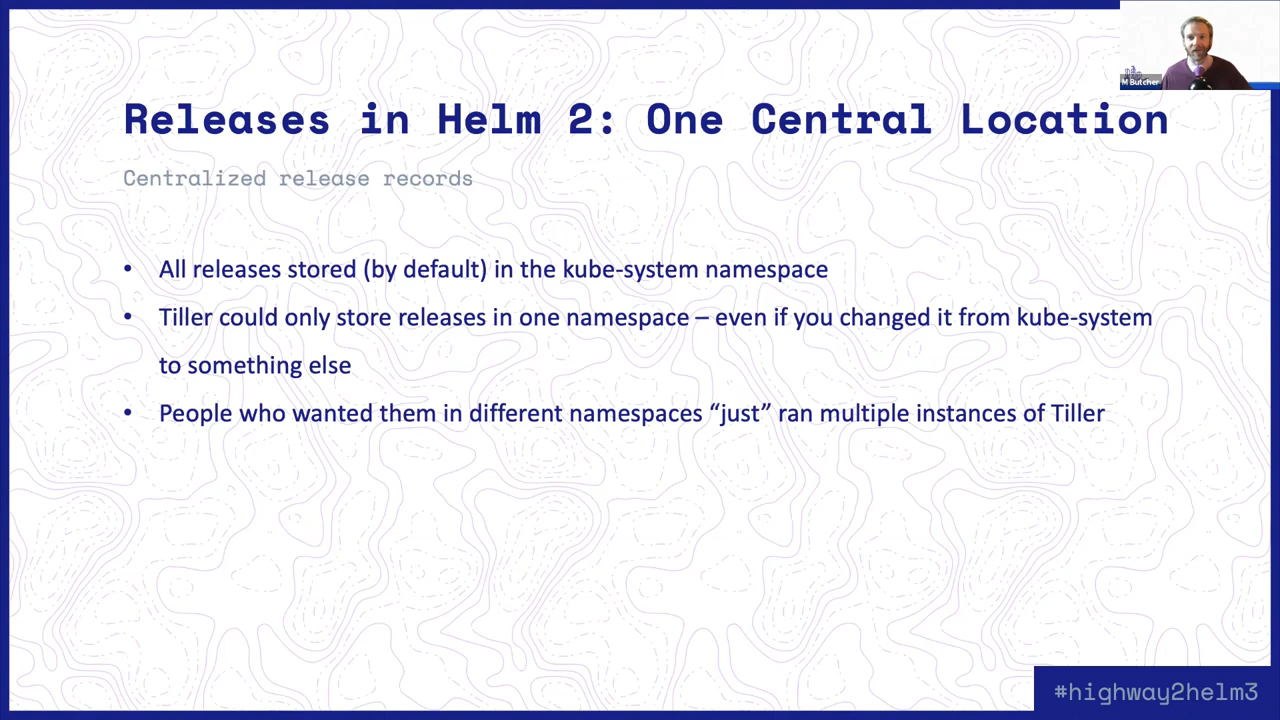 M Butcher
Releases in Helm 2: One Central Location
Centralized release records
• All releases stored (by default) in the kube-system namespace
• Tiller could only store releases in one namespace – even if you changed it from kube-system
to something else
• People who wanted them in different namespaces “just” ran multiple instances of Tiller
#highway2helm3